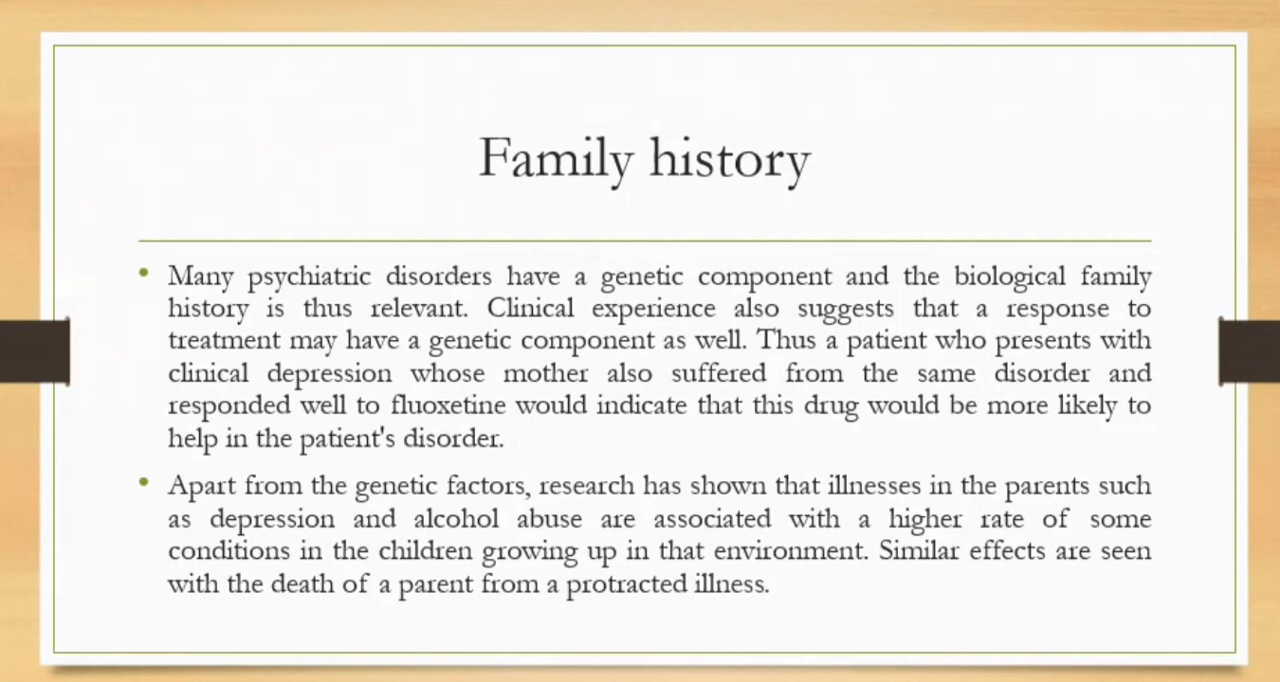 Family history
• Many psychiatric disorders have a genetic component and the biological family
history is thus relevant. Clinical experience also suggests that a response to
treatment may have a genetic component as well. Thus a patient who presents with
clinical depression whose mother also suffered from the same disorder and
responded well to fluoxetine would indicate that this drug would be more likely to
help in the patient's disorder.
• Apart from the genetic factors, research has shown that illnesses in the parents such
as depression and alcohol abuse are associated with a higher rate of some
conditions in the children growing up in that environment. Similar effects are seen
with the death of a parent from a protracted illness.